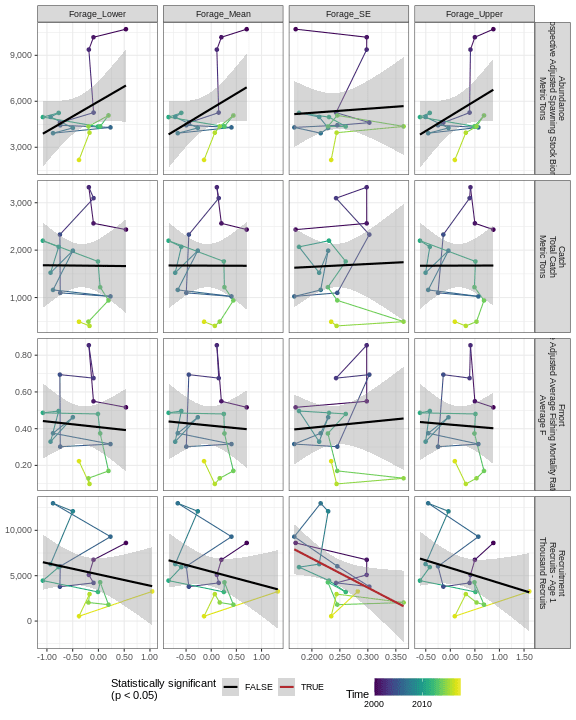 Forage_Lower
Forage_Mean
Forage_SE
Forage_Upper
9,000
6,000
3,000
Abundance
Adjusted Spawning Stock
Metric Tons
3,000
2,000
1,000
Catch
Total Catch
Metric Tons
0.80
0.60
0.40
0.20
Fmort
Adjusted Average Fishing Mortality
Average F
10,000
5,000
0
Recruitment
Recruits - Age 1
Thousand Recruits
-1.00 -0.50 0.00 0.50 1.00
-0.50 0.00 0.50 1.00
0.200 0.250 0.300 0.350
-0.50 0.00 0.50 1.00 1.50
Statistically significant
(p < 0.05)
FALSE
TRUE
Time
2000 2010